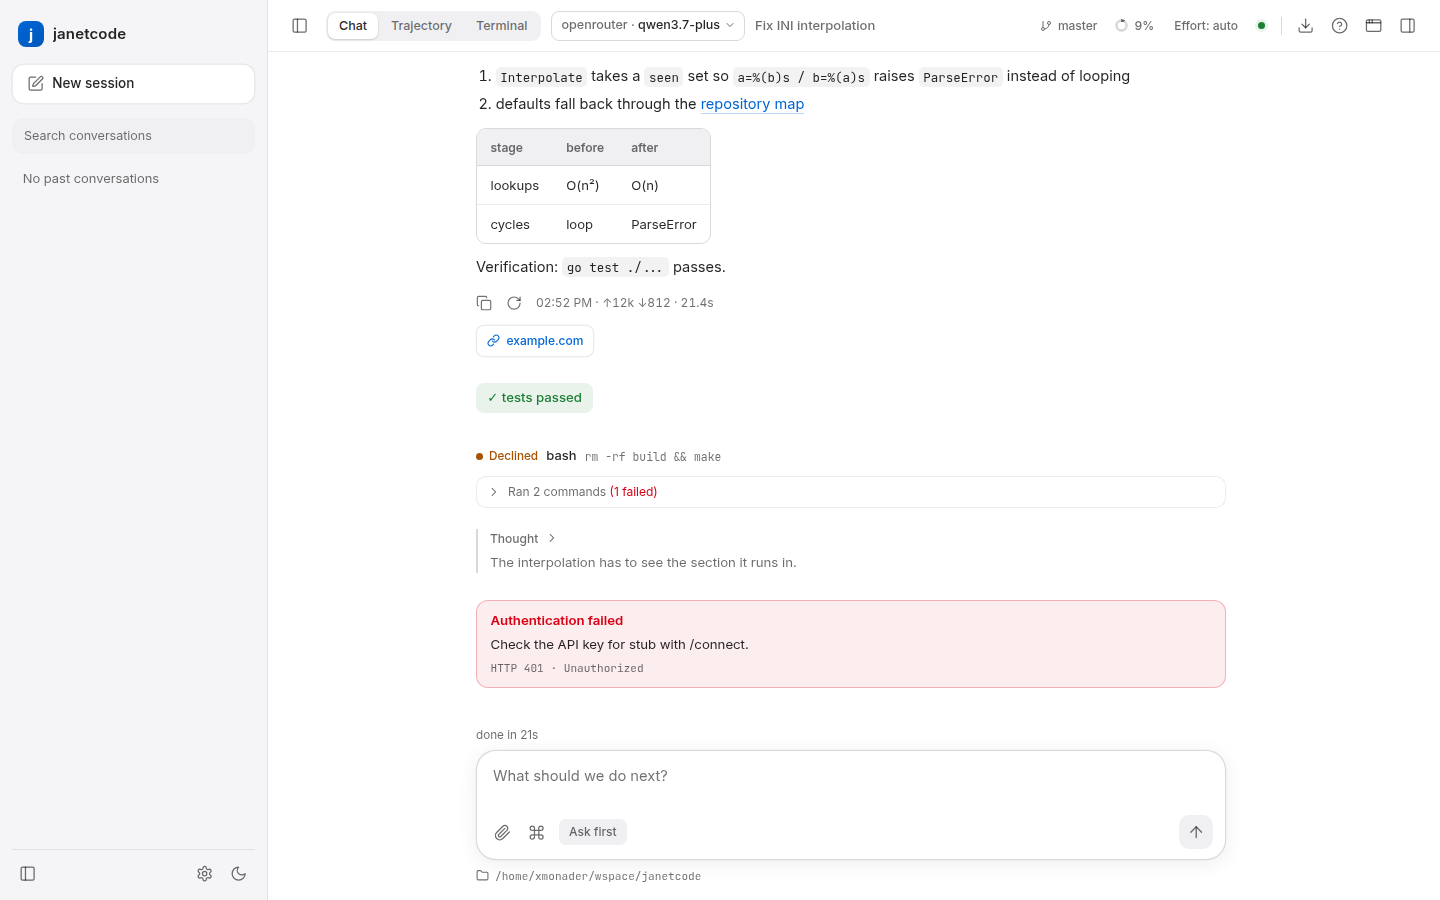 janetcode
New session
Search conversations
No past conversations
Chat Trajectory Terminal openrouter · qwen3.7-plus Fix INI interpolation master 9% Effort: auto
1. Interpolate takes a seen set so a=%(b)s / b=%(a)s raises ParseError instead of looping
2. defaults fall back through the repository map
stage before after
lookups O(n²) O(n)
cycles loop ParseError
Verification: go test ./... passes.
02:52 PM · ↑12k ↓812 · 21.4s
example.com
✓ tests passed
Declined bash rm -rf build && make
Ran 2 commands (1 failed)
Thought
The interpolation has to see the section it runs in.
Authentication failed
Check the API key for stub with /connect.
HTTP 401 · Unauthorized
done in 21s
What should we do next?
Ask first
/home/xmonader/wspace/janetcode